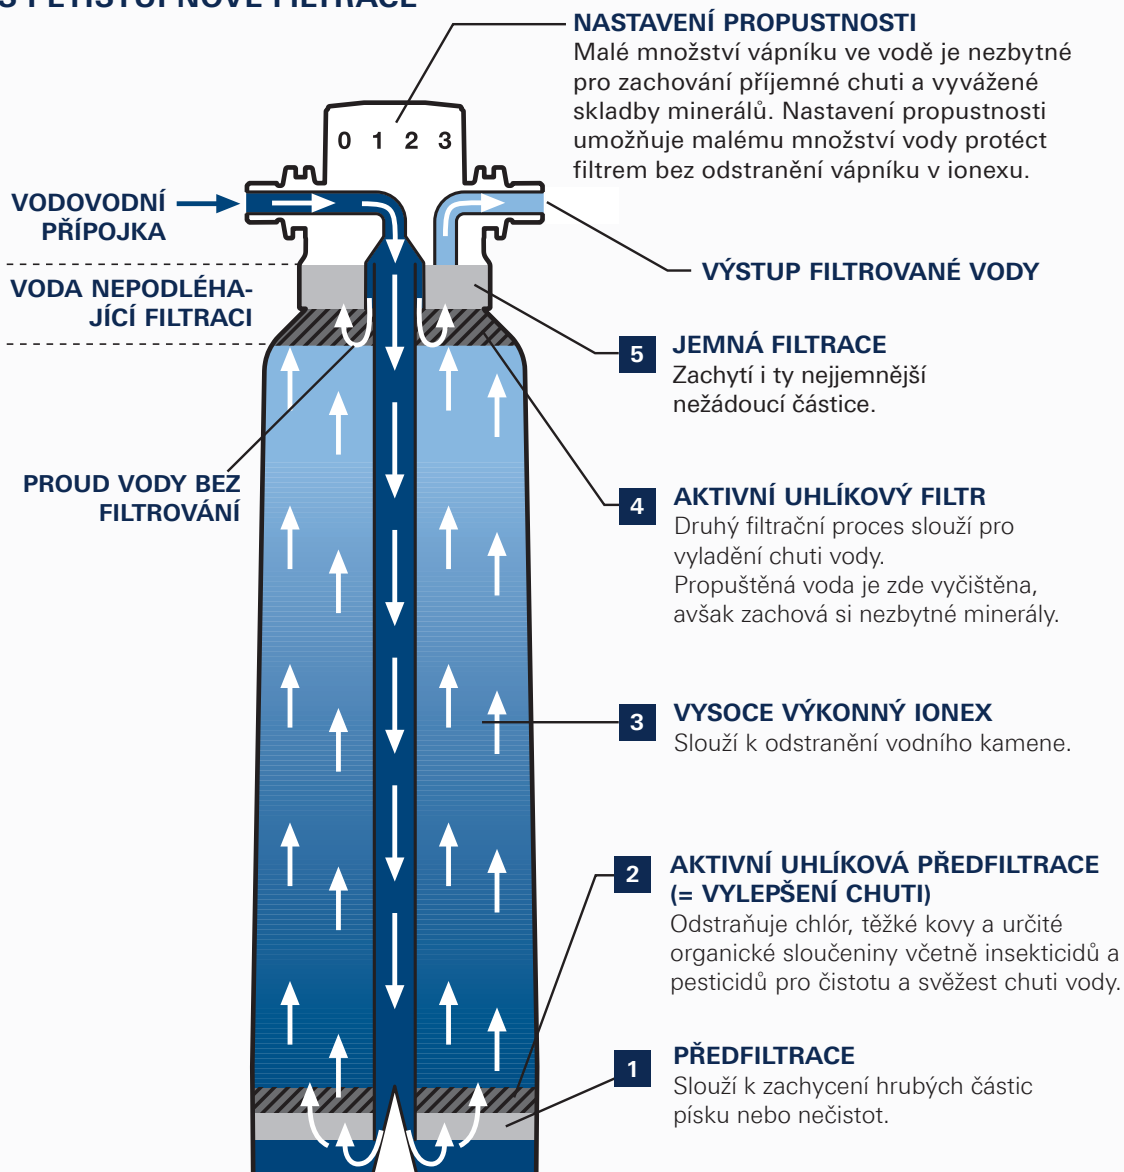 NASTAVENÍ PROPUSTNOSTI
Malé množství vápníku ve vodě je nezbytné
pro zachování příjemné chuti a vyvážené
skladby minerálů. Nastavení propustnosti
umožňuje malému množství vody protéct
filtrem bez odstranění vápníku v ionexu.
0 1 2 3
VODOVODNÍ
PŘÍPOJKA
VÝSTUP FILTROVANÉ VODY
VODA NEPODLÉHA-
JÍCÍ FILTRACI
5 JEMNÁ FILTRACE
Zachytí i ty nejjemnější
nežádoucí částice.
PROUD VODY BEZ
FILTROVÁNÍ
4 AKTIVNÍ UHLÍKOVÝ FILTR
Druhý filtrační proces slouží pro
vyladění chuti vody.
Propuštěná voda je zde vyčištěna,
avšak zachová si nezbytné minerály.
3 VYSOCE VÝKONNÝ IONEX
Slouží k odstranění vodního kamene.
2 AKTIVNÍ UHLÍKOVÁ PŘEDFILTRACE
(= VYLEPŠENÍ CHUTI)
Odstraňuje chlór, těžké kovy a určité
organické sloučeniny včetně insekticidů a
pesticidů pro čistotu a svěžest chuti vody.
1 PŘEDFILTRACE
Slouží k zachycení hrubých částic
písku nebo nečistot.